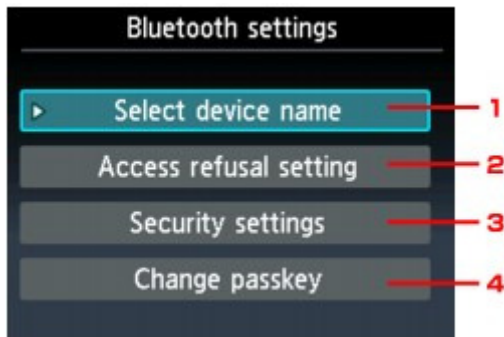 Bluetooth settings
Select device name 1
Access refusal setting 2
Security settings 3
Change passkey 4